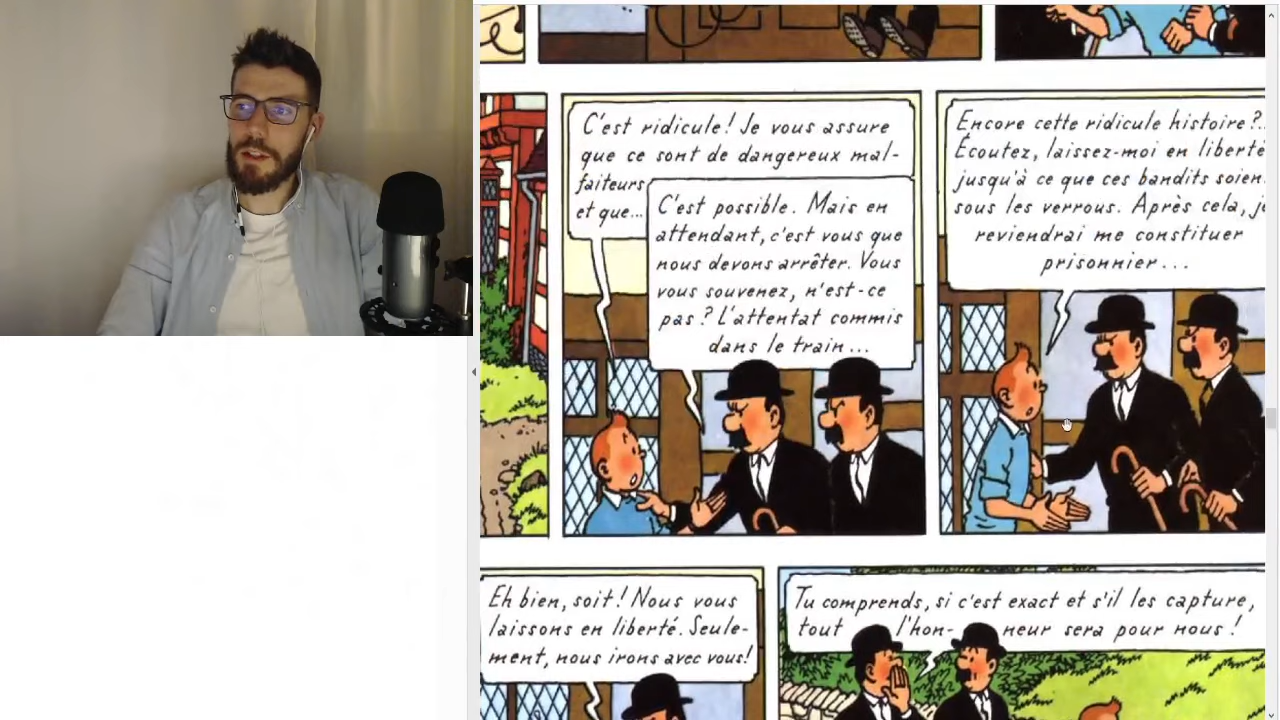 C'est ridicule! Je vous assure
que ce sont de dangereux mal-
faiteurs
et que...
C'est possible. Mais en
attendant, c'est vous que
nous devons arrêter. Vous
vous souvenez, n'est-ce
pas? L'attentat commis
dans le train...
Encore cette ridicule histoire?..
Écoutez, laissez-moi en liberté
jusqu'à ce que ces bandits soien
sous les verrous. Après cela, je
reviendrai me constituer
prisonnier...
Eh bien, soit! Nous vous
laissons en liberté. Seule-
ment, nous irons avec vous!
Tu comprends, si c'est exact et s'il les capture,
tout l'hon- neur sera pour nous!